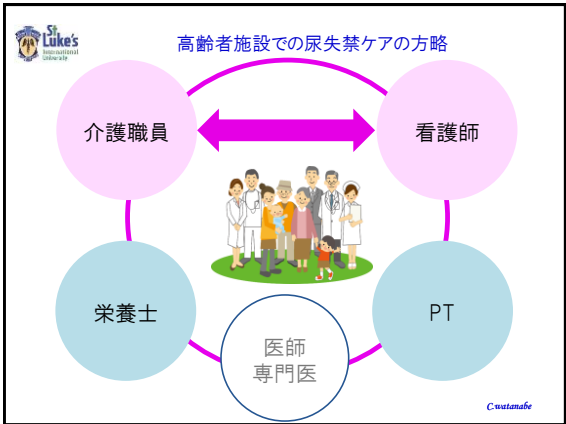 St
Luke's
International
University
高齢者施設での尿失禁ケアの方略
介護職員
看護師
栄養士
PT
医師
専門医
C.watanabe